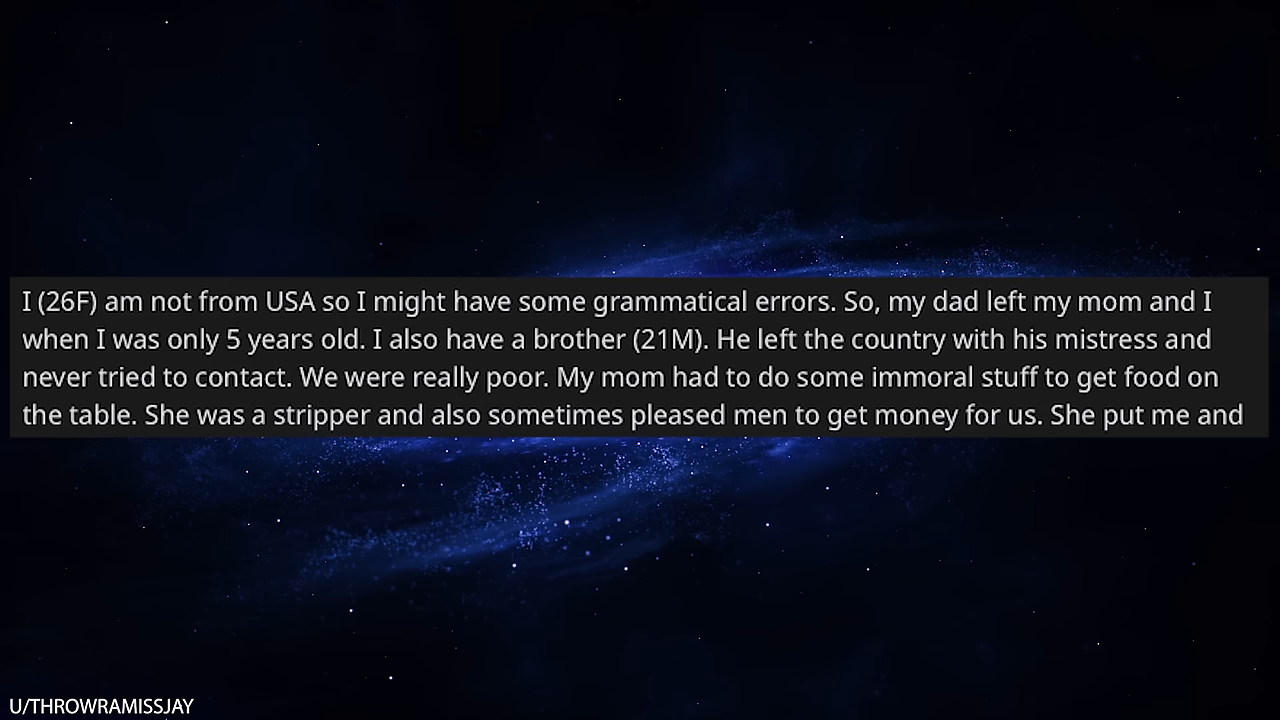 I (26F) am not from USA so I might have some grammatical errors. So, my dad left my mom and I
when I was only 5 years old. I also have a brother (21M). He left the country with his mistress and
never tried to contact. We were really poor. My mom had to do some immoral stuff to get food on
the table. She was a stripper and also sometimes pleased men to get money for us. She put me and
U/THROWRAMISSJAY